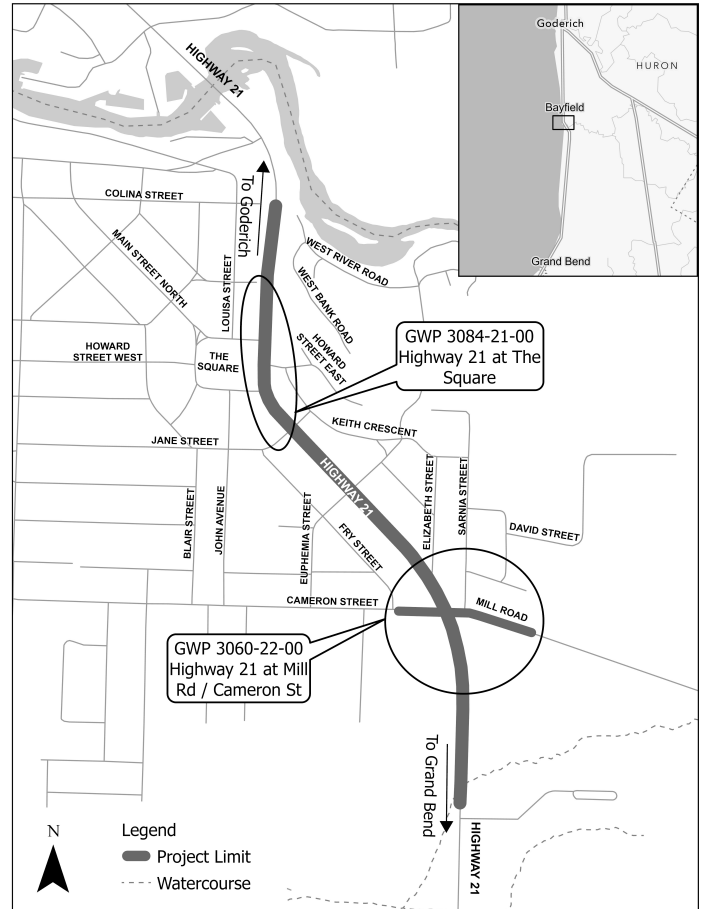 Goderich
HURON
Bayfield
Grand Bend
HIGHWAY 21
To Goderich
COLINA STREET
MAIN STREET NORTH
LOUISA STREET
WEST RIVER ROAD
WEST BANK ROAD
HOWARD
STREET WEST
THE
SQUARE
HOWARD
STREET EAST
GWP 3084-21-00
Highway 21 at The
Square
KEITH CRESCENT
JANE STREET
HIGHWAY 21
BLAIR STREET
JOHN AVENUE
EUPHEMIA STREET
FRY STREET
ELIZABETH STREET
SARNIA STREET
DAVID STREET
CAMERON STREET
MILL ROAD
GWP 3060-22-00
Highway 21 at Mill
Rd / Cameron St
To Grand Bend
HIGHWAY 21
N
Legend
Project Limit
Watercourse